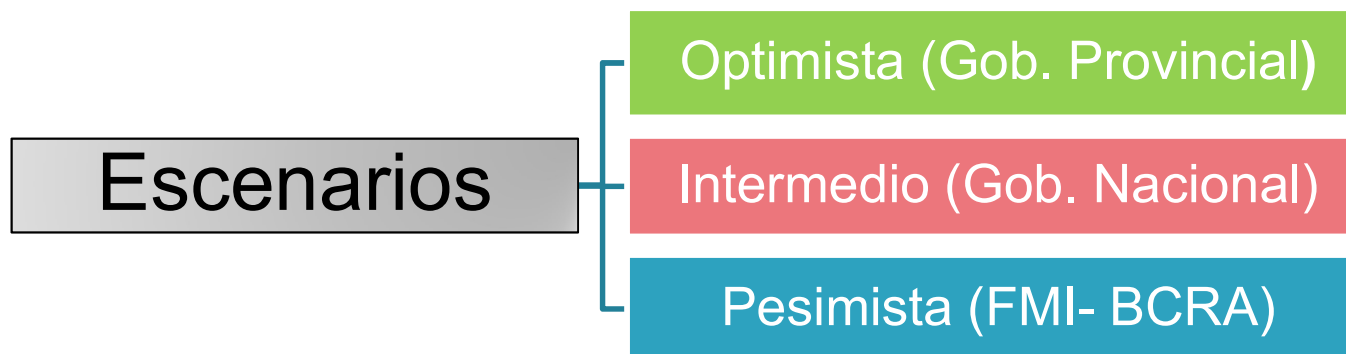 Escenarios
Optimista (Gob. Provincial)
Intermedio (Gob. Nacional)
Pesimista (FMI- BCRA)